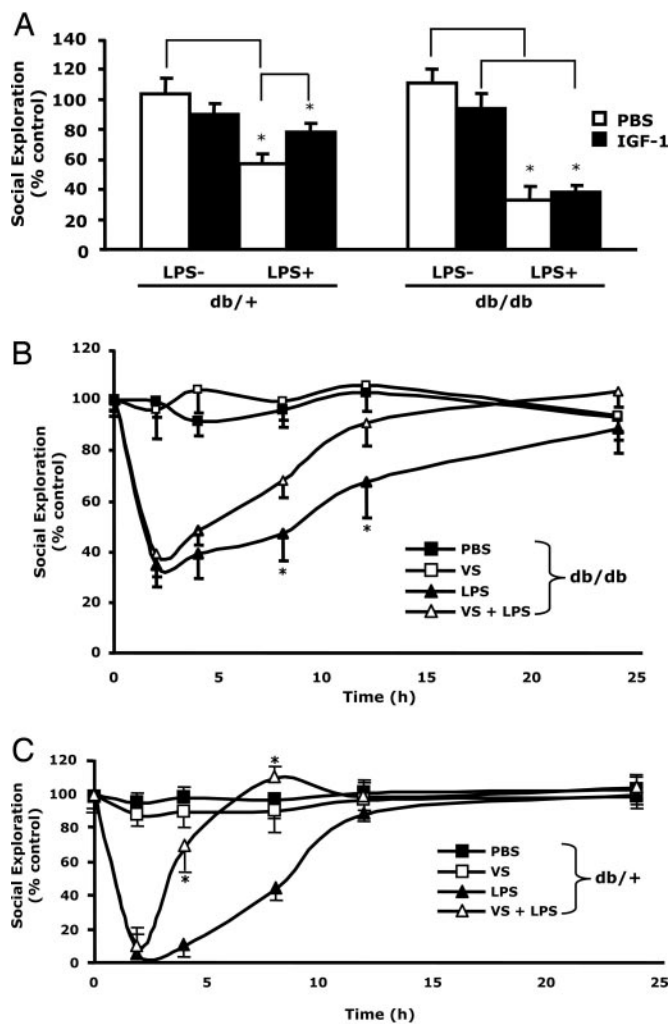 A
Social Exploration
(% control)
140
120
100
80
60
40
20
0
* * * *
PBS
IGF-1
LPS- LPS+ LPS- LPS+
db/+ db/db
B
Social Exploration
(% control)
120
100
80
60
40
20
0
* *
PBS
VS
LPS
VS + LPS
db/db
0 5 10 15 20 25
Time (h)
C
Social Exploration
(% control)
120
100
80
60
40
20
0
* *
PBS
VS
LPS
VS + LPS
db/+
0 5 10 15 20 25
Time (h)